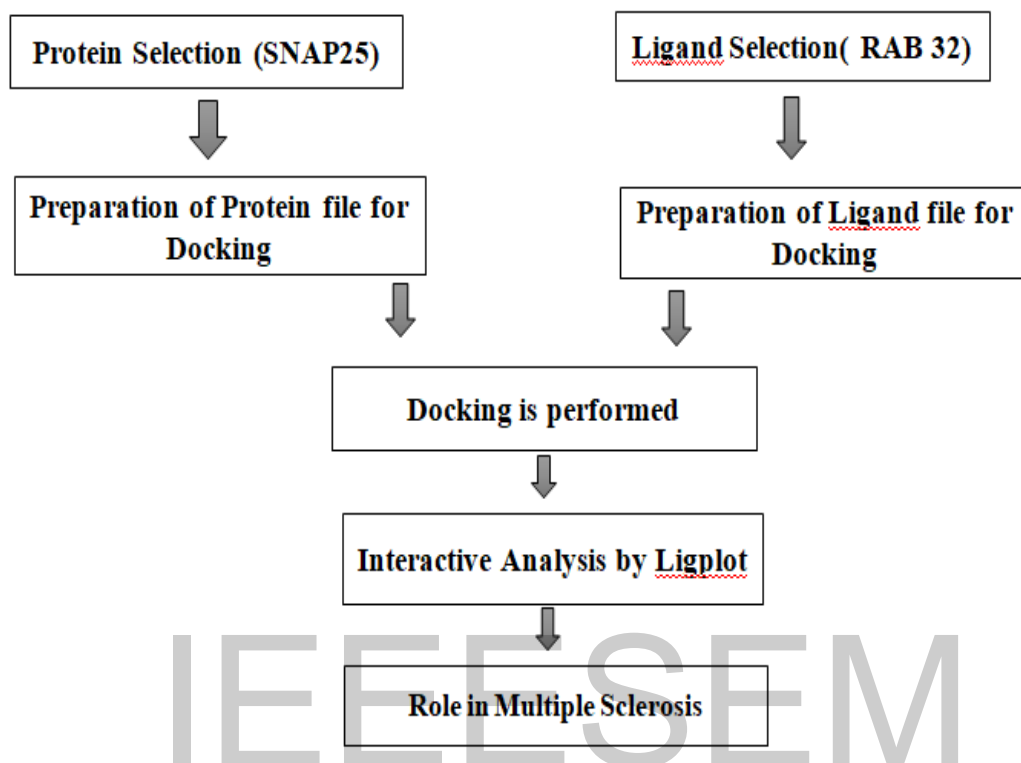 Protein Selection (SNAP25)
Ligand Selection( RAB 32)
Preparation of Protein file for
Docking
Preparation of Ligand file for
Docking
Docking is performed
Interactive Analysis by Ligplot
Role in Multiple Sclerosis
IEEESEM